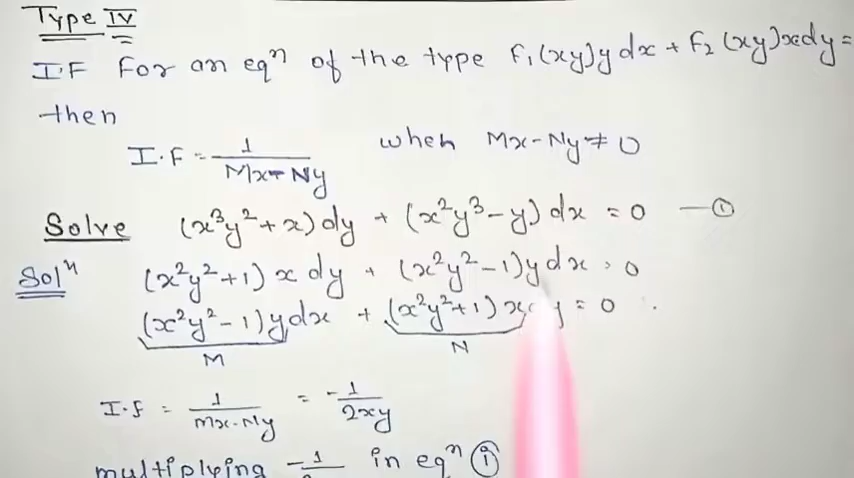 Type IV
I.F For an eqⁿ of the type F₁(xy)y dx + F₂(xy)xdy =
then
I.F = 1/(Mx - Ny) when Mx - Ny ≠ 0
Solve (x³y² + x) dy + (x²y³ - y) dx = 0 —①
Solⁿ (x²y² + 1) x dy + (x²y² - 1) y dx = 0
(x²y² - 1) y dx + (x²y² + 1) x y = 0
M N
I.f = 1/(Mx - Ny) = - 1/2xy
multiplying - 1 in eqⁿ ①